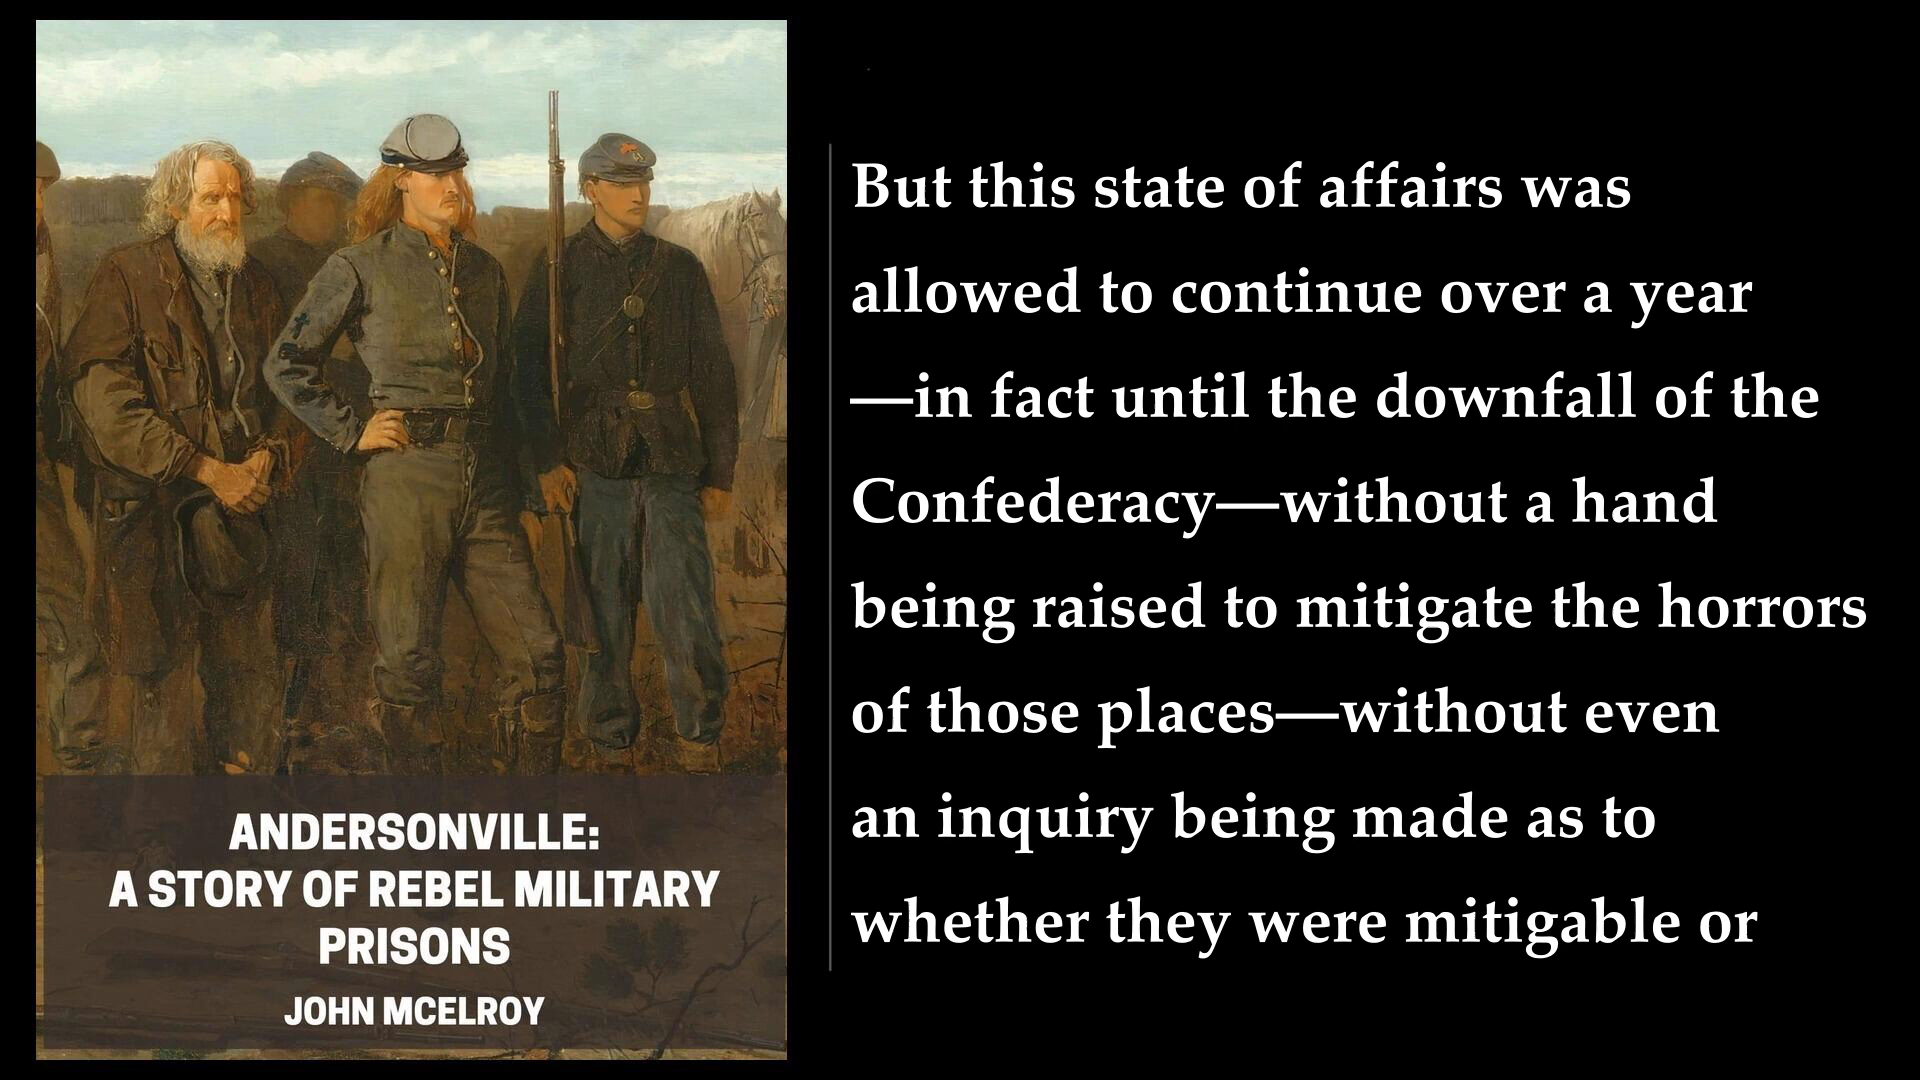 ANDERSONVILLE:
A STORY OF REBEL MILITARY
PRISONS
JOHN MCELROY
But this state of affairs was
allowed to continue over a year
—in fact until the downfall of the
Confederacy—without a hand
being raised to mitigate the horrors
of those places—without even
an inquiry being made as to
whether they were mitigable or